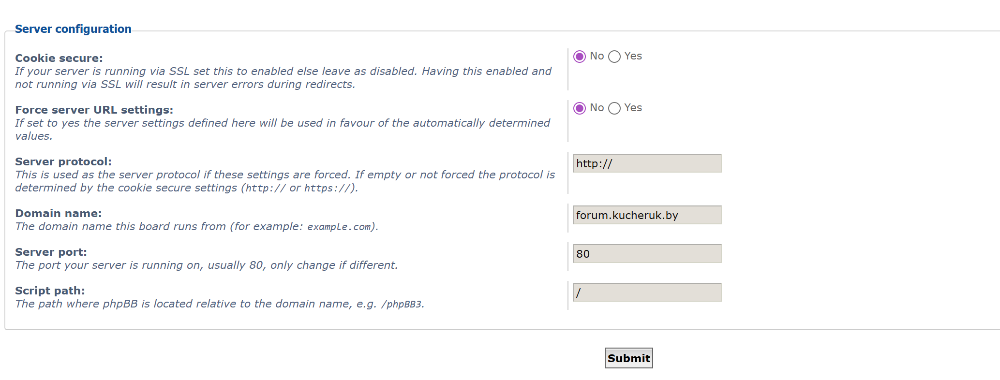 Server configuration
Cookie secure:
If your server is running via SSL set this to enabled else leave as disabled. Having this enabled and
not running via SSL will result in server errors during redirects.
No Yes
Force server URL settings:
If set to yes the server settings defined here will be used in favour of the automatically determined
values.
No Yes
Server protocol:
This is used as the server protocol if these settings are forced. If empty or not forced the protocol is
determined by the cookie secure settings (http:// or https://).
http://
Domain name:
The domain name this board runs from (for example: example.com).
forum.kucheruk.by
Server port:
The port your server is running on, usually 80, only change if different.
80
Script path:
The path where phpBB is located relative to the domain name, e.g. /phpBB3.
/
Submit